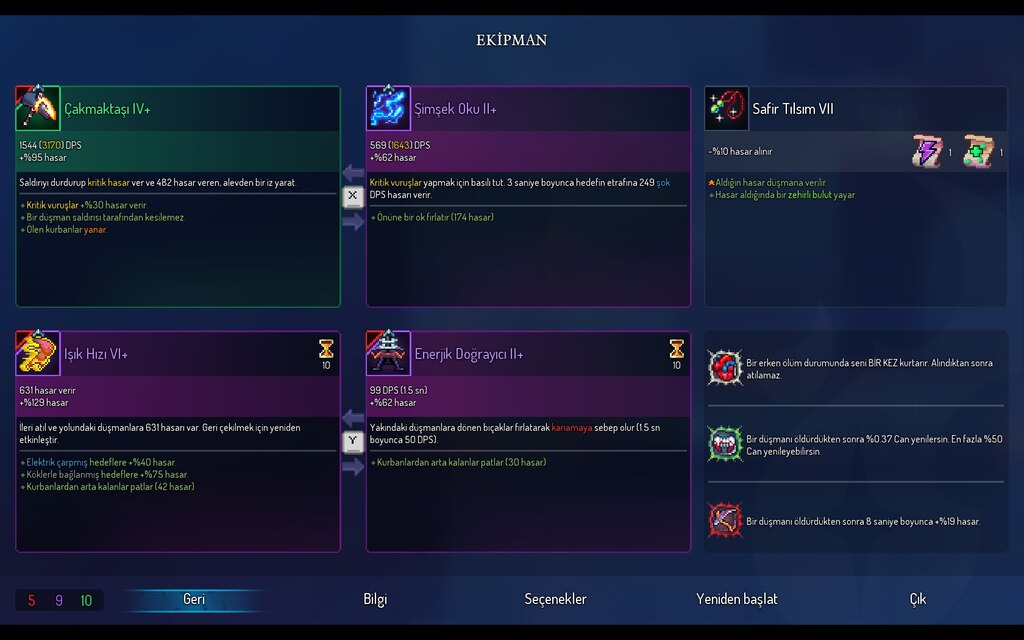 EKİPMAN
Çakmaktaşı IV+
1544 (3170) DPS
+%95 hasar
Saldırıyı durdurup kritik hasar ver ve 482 hasar veren, alevden bir iz yarat.
+ Kritik vuruşlar +%30 hasar verir.
+ Bir düşman saldırısı tarafından kesilemez.
+ Ölen kurbanlar yanar.
X
Şimşek Oku II+
569 (1643) DPS
+%62 hasar
Kritik vuruşlar yapmak için basılı tut. 3 saniye boyunca hedefin etrafına 249 şok
DPS hasarı verir.
+ Önüne bir ok fırlatır (174 hasar)
Safir Tılsım VII
-%10 hasar alınır
1
1
Aldığın hasar düşmana verilir.
+ Hasar aldığında bir zehirli bulut yayar.
Işık Hızı VI+
10
631 hasar verir
+%129 hasar
İleri atıl ve yolundaki düşmanlara 631 hasarı var. Geri çekilmek için yeniden
etkinleştir.
+ Elektrik çarpmış hedeflere +%40 hasar.
+ Köklerle bağlanmış hedeflere +%75 hasar.
+ Kurbanlardan arta kalanlar patlar (42 hasar)
Y
Enerjik Doğrayıcı II+
10
99 DPS (1.5 sn)
+%62 hasar
Yakındaki düşmanlara dönen bıçaklar fırlatarak kanamaya sebep olur (1.5 sn
boyunca 50 DPS).
+ Kurbanlardan arta kalanlar patlar (30 hasar)
Bir erken ölüm durumunda seni BİR KEZ kurtarır. Alındıktan sonra
atılamaz.
Bir düşmanı öldürdükten sonra %0.37 Can yenilersin. En fazla %50
Can yenileyebilirsin.
Bir düşmanı öldürdükten sonra 8 saniye boyunca +%19 hasar.
5 9 10
Geri
Bilgi
Seçenekler
Yeniden başlat
Çık